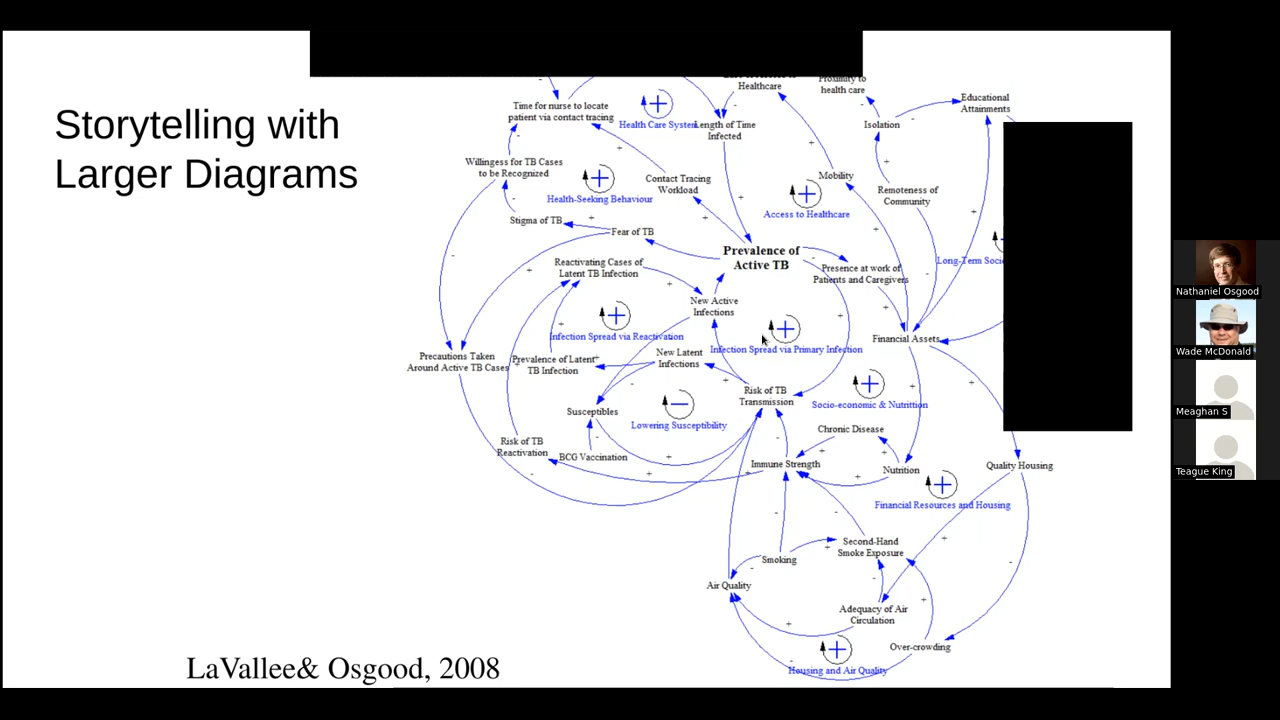 Storytelling with
Larger Diagrams
Healthcare
Proximity to
health care
Educational
Attainments
Time for nurse to locate
patient via contact tracing
Health Care System
Length of Time
Infected
Isolation
Willingess for TB Cases
to be Recognized
Health-Seeking Behaviour
Contact Tracing
Workload
Mobility
Access to Healthcare
Remoteness of
Community
Stigma of TB
Fear of TB
Prevalence of
Active TB
Long-Term
Reactivating Cases of
Latent TB Infection
Presence at work of
Patients and Caregivers
New Active
Infections
Infection Spread via Reactivation
Infection Spread via Primary Infection
Financial Assets
Precautions Taken
Around Active TB Cases
Prevalence of Latent
TB Infection
New Latent
Infections
Risk of TB
Transmission
Socio-economic & Nutrition
Susceptibles
Lowering Susceptibility
Chronic Disease
Risk of TB
Reactivation
BCG Vaccination
Immune Strength
Nutrition
Quality Housing
Financial Resources and Housing
Second-Hand
Smoke Exposure
Smoking
Air Quality
Adequacy of Air
Circulation
Over-crowding
Housing and Air Quality
LaVallee& Osgood, 2008
Nathaniel Osgood
Wade McDonald
Meaghan S
Teague King